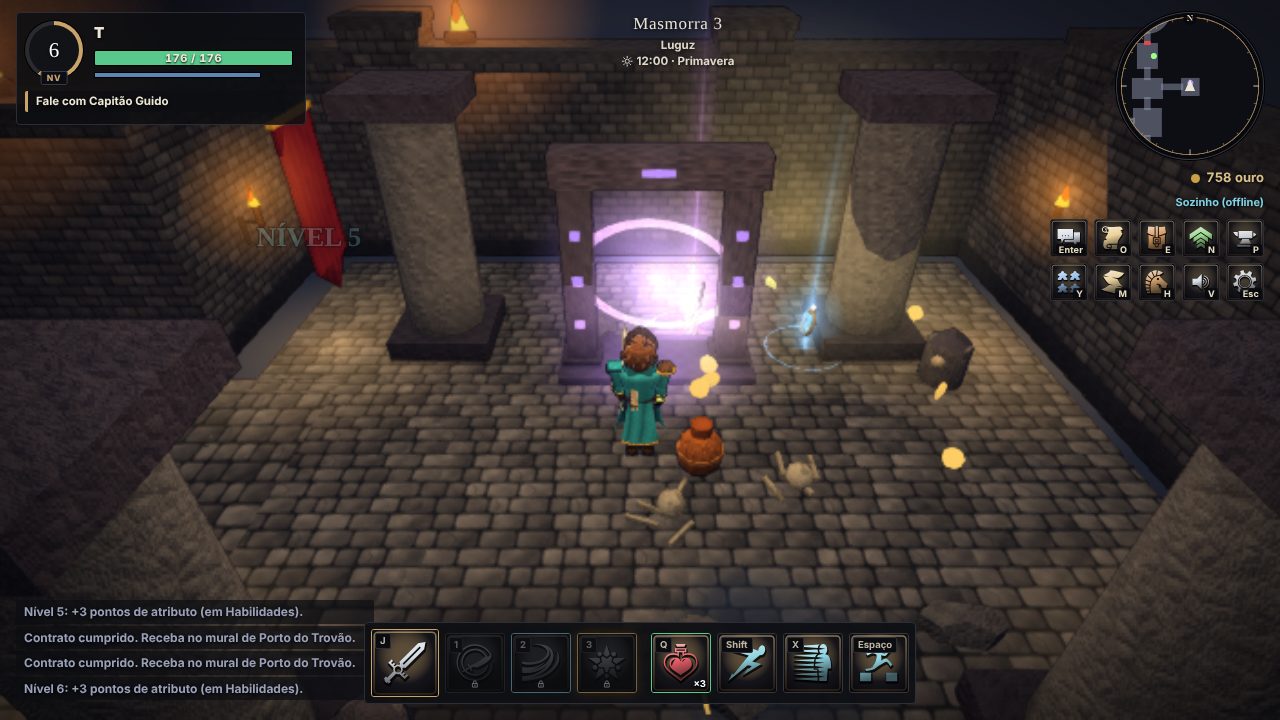 6
NV
T
176 / 176
Fale com Capitão Guido
Masmorra 3
Luguz
12:00 · Primavera
N
758 ouro
Sozinho (offline)
Enter
O
E
N
P
Y
M
H
V
Esc
NÍVEL 5
Nível 5: +3 pontos de atributo (em Habilidades).
Contrato cumprido. Receba no mural de Porto do Trovão.
Contrato cumprido. Receba no mural de Porto do Trovão.
Nível 6: +3 pontos de atributo (em Habilidades).
J
1
2
3
Q
×3
Shift
X
Espaço